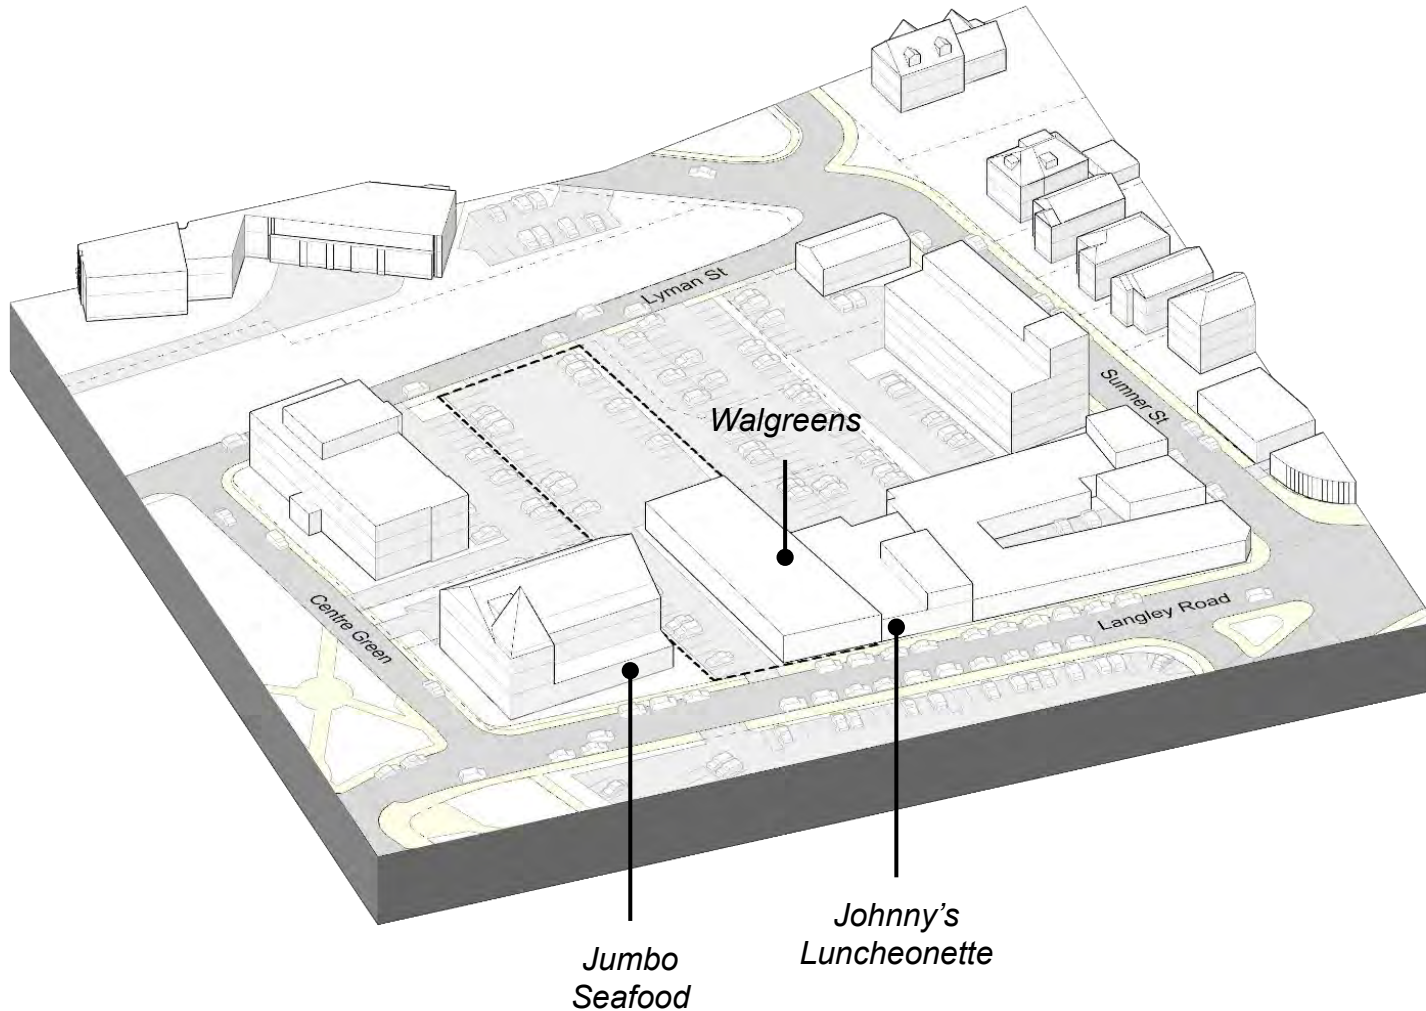 Lyman St
Sumner St
Walgreens
Centre Green
Langley Road
Johnny's
Luncheonette
Jumbo
Seafood